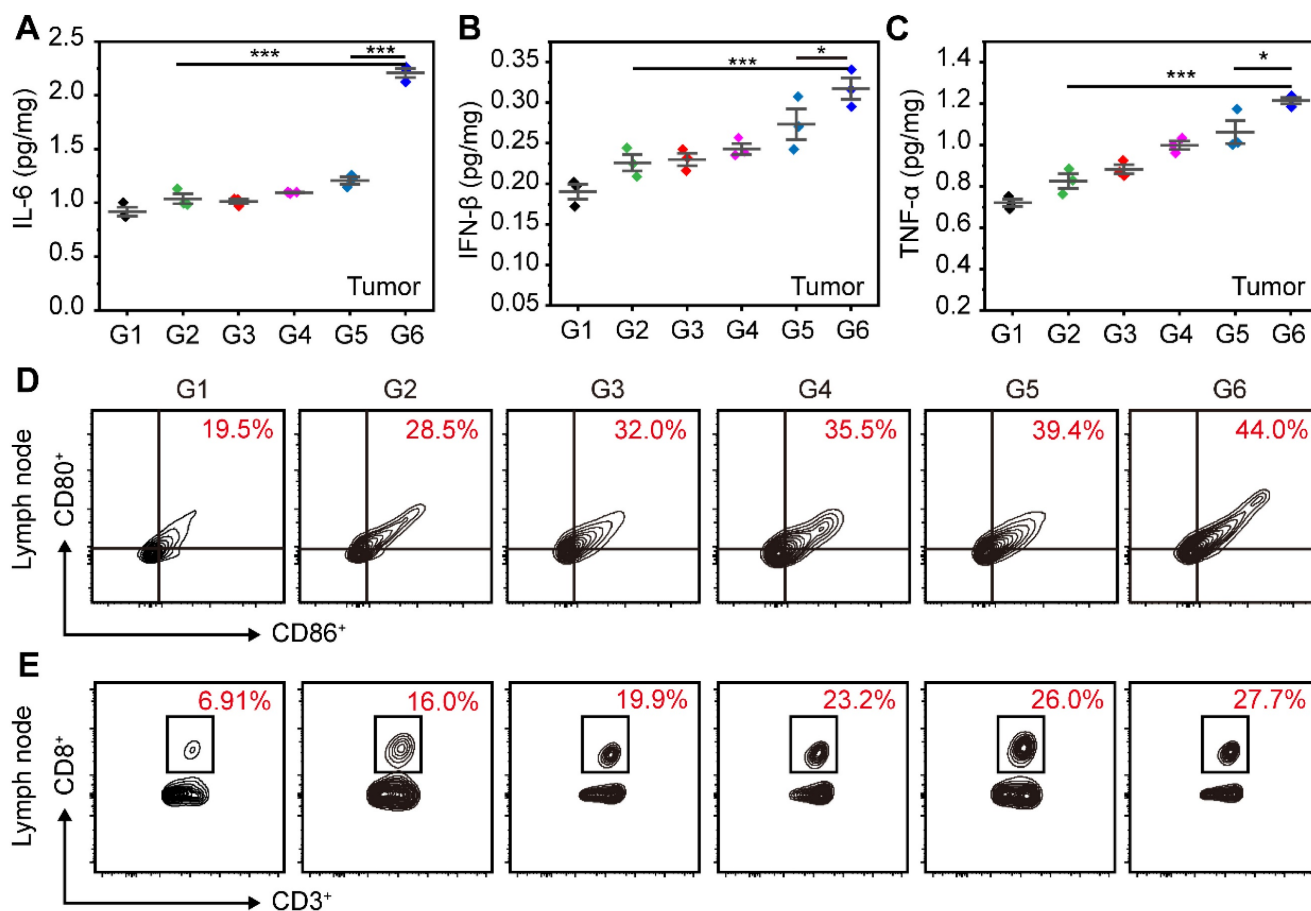 A
IL-6 (pg/mg)
2.5
2.0
1.5
1.0
0.5
0.0
***
***
Tumor
G1 G2 G3 G4 G5 G6
B
IFN-β (pg/mg)
0.35
0.30
0.25
0.20
0.15
0.10
0.05
***
*
Tumor
G1 G2 G3 G4 G5 G6
C
TNF-α (pg/mg)
1.4
1.2
1.0
0.8
0.6
0.4
0.2
***
*
Tumor
G1 G2 G3 G4 G5 G6
D
G1 G2 G3 G4 G5 G6
19.5% 28.5% 32.0% 35.5% 39.4% 44.0%
Lymph node
CD80⁺
CD86⁺
E
6.91% 16.0% 19.9% 23.2% 26.0% 27.7%
Lymph node
CD8⁺
CD3⁺